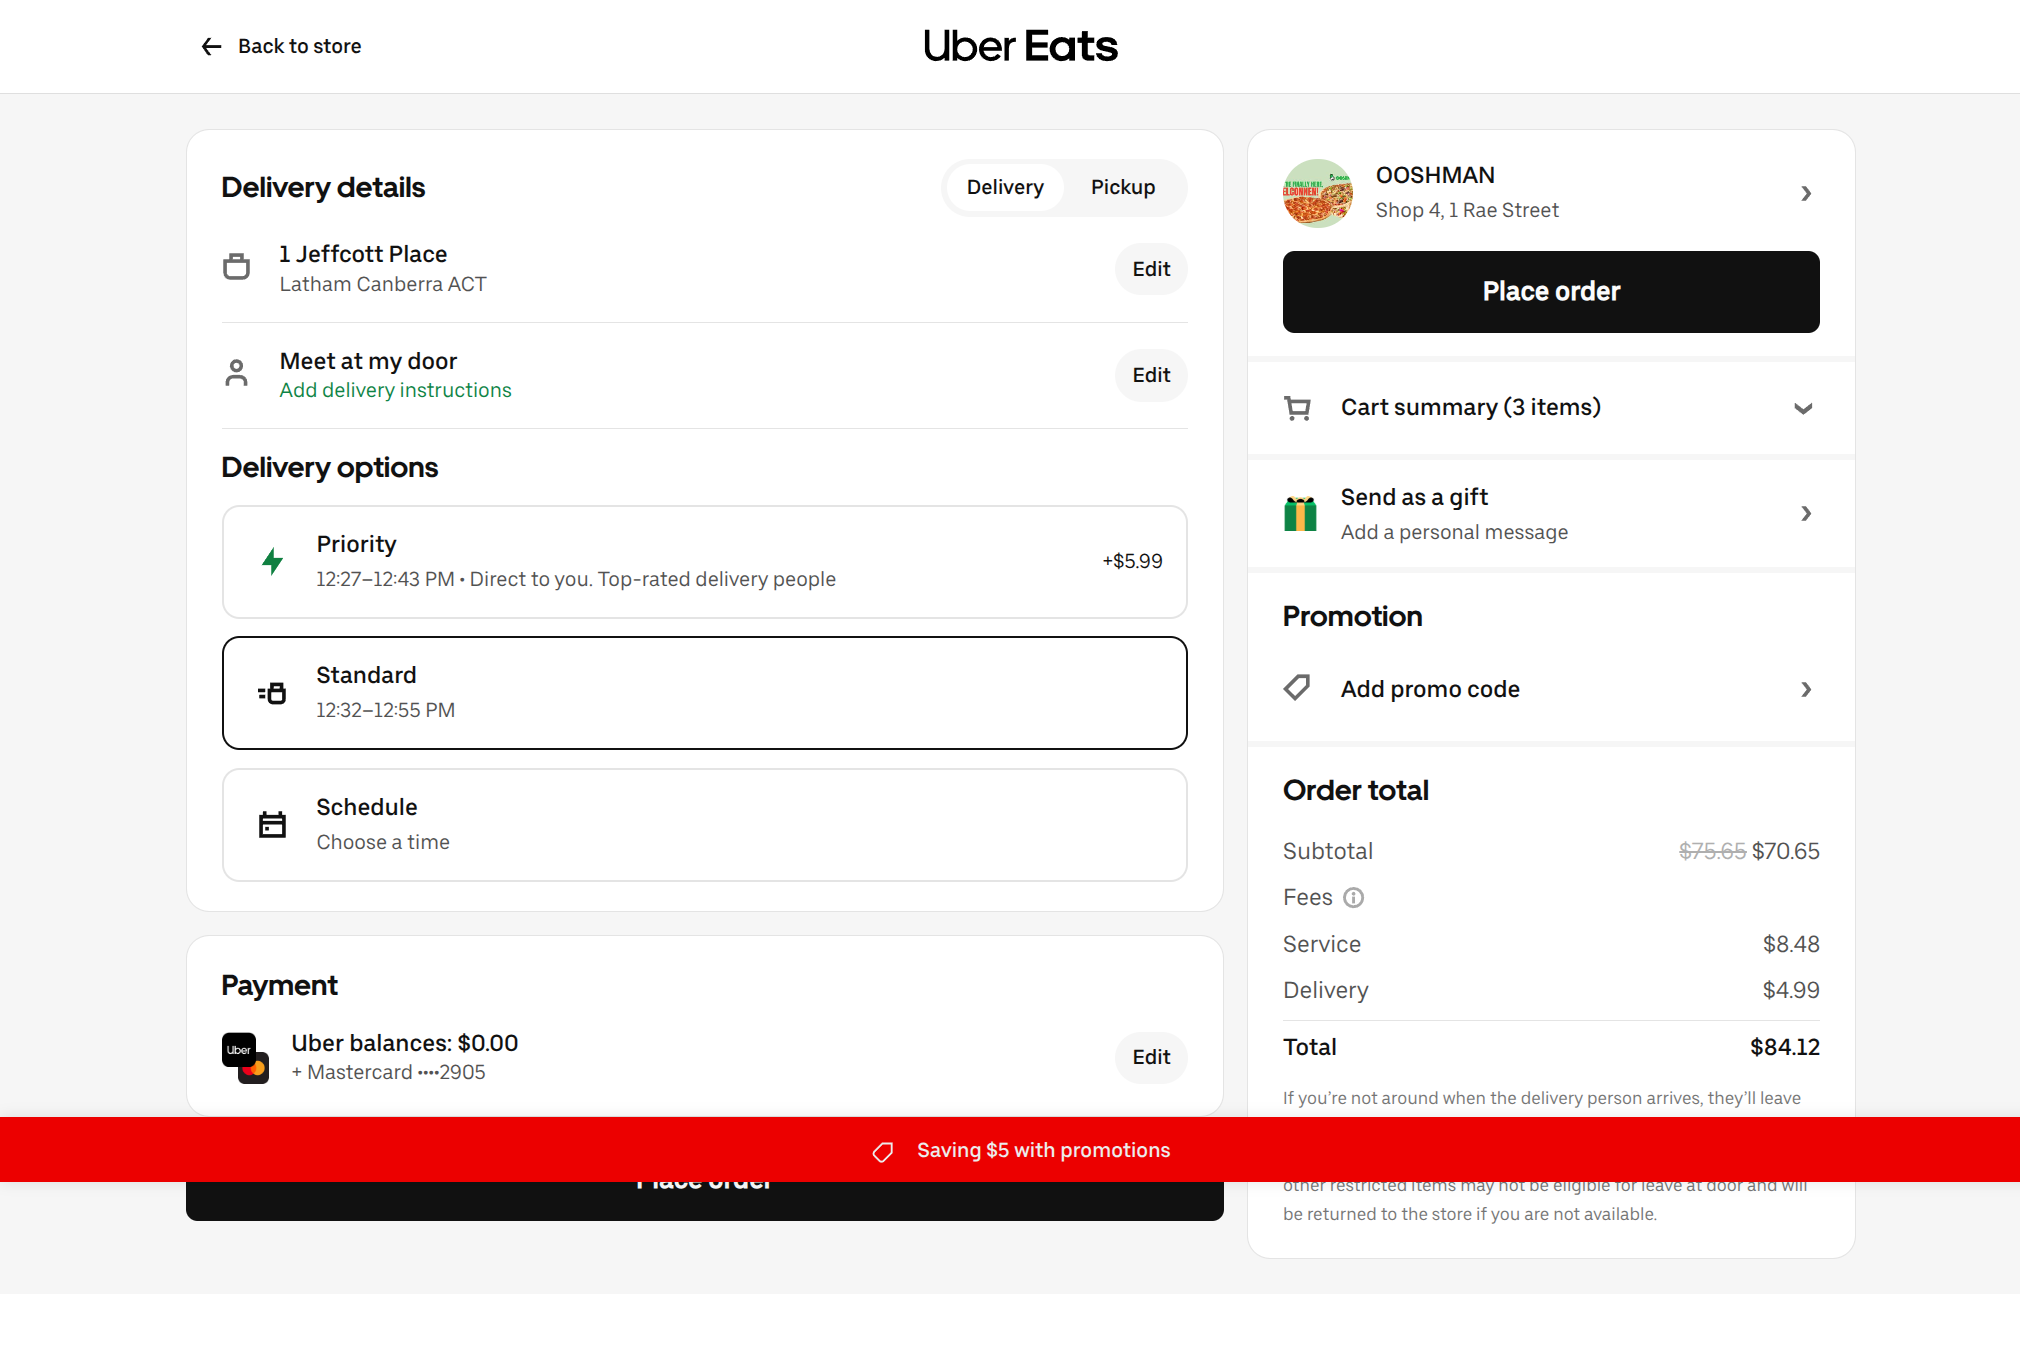 Back to store
Uber Eats
Delivery details
Delivery
Pickup
1 Jeffcott Place
Latham Canberra ACT
Edit
Meet at my door
Add delivery instructions
Edit
Delivery options
Priority
12:27–12:43 PM • Direct to you. Top-rated delivery people
+$5.99
Standard
12:32–12:55 PM
Schedule
Choose a time
Payment
Uber
Uber balances: $0.00
+ Mastercard ••••2905
Edit
Place order
OOSHMAN
Shop 4, 1 Rae Street
Place order
Cart summary (3 items)
Send as a gift
Add a personal message
Promotion
Add promo code
Order total
Subtotal
$75.65 $70.65
Fees
Service
$8.48
Delivery
$4.99
Total
$84.12
If you're not around when the delivery person arrives, they'll leave
Saving $5 with promotions
other restricted items may not be eligible for leave at door and will
be returned to the store if you are not available.